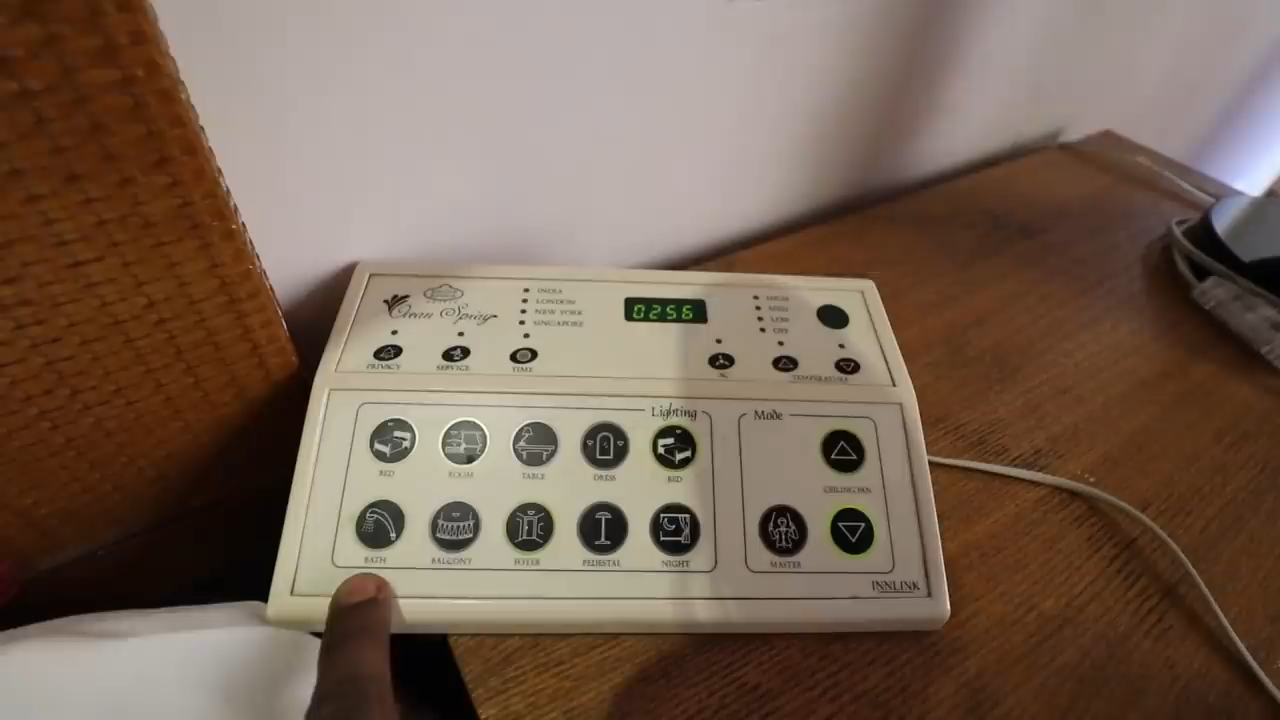 Ocean Spray
INDIA
LONDON
NEW YORK
SINGAPORE
0256
HIGH
MED
LOW
OFF
PRIVACY
SERVICE
TIME
AC
TEMPERATURE
Lighting
Mode
BED
ROOM
TABLE
DRESS
BED
CEILING FAN
BATH
BALCONY
FOYER
PEDESTAL
NIGHT
MASTER
INNLINK